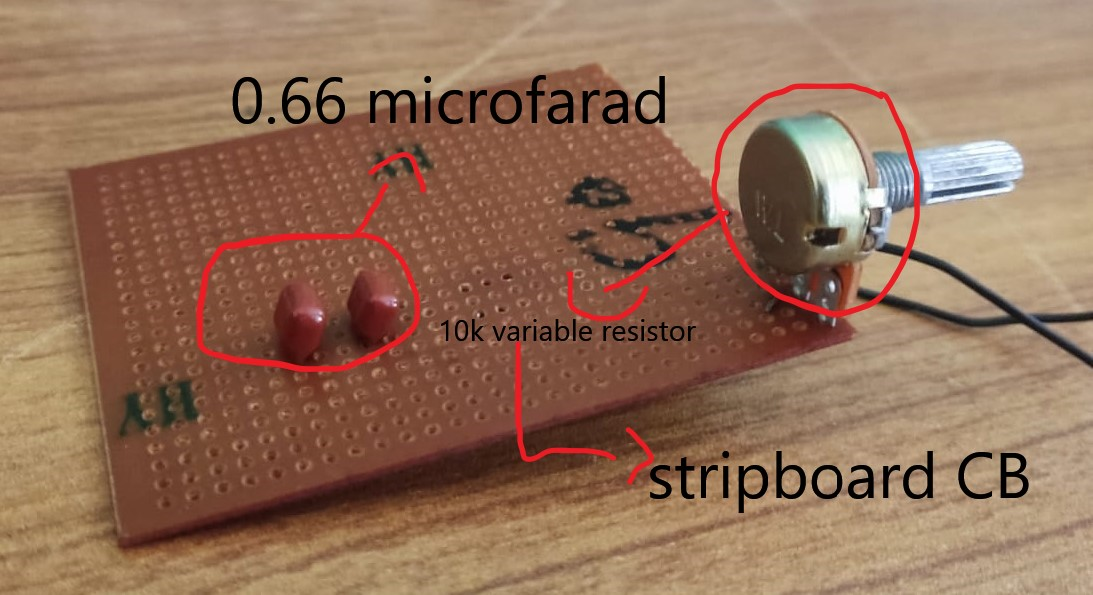 0.66 microfarad
10k variable resistor
stripboard CB
HY